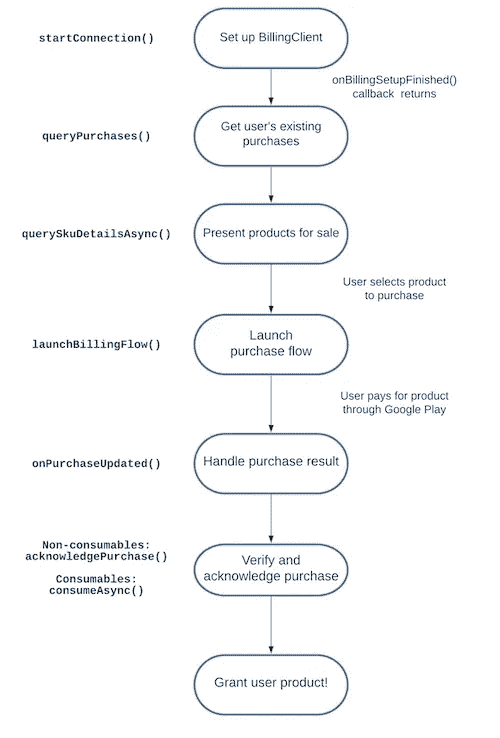 startConnection()
Set up BillingClient
onBillingSetupFinished()
callback returns
queryPurchases()
Get user's existing
purchases
querySkuDetailsAsync()
Present products for sale
User selects product
to purchase
launchBillingFlow()
Launch
purchase flow
User pays for product
through Google Play
onPurchaseUpdated()
Handle purchase result
Non-consumables:
acknowledgePurchase()
Consumables:
consumeAsync()
Verify and
acknowledge purchase
Grant user product!